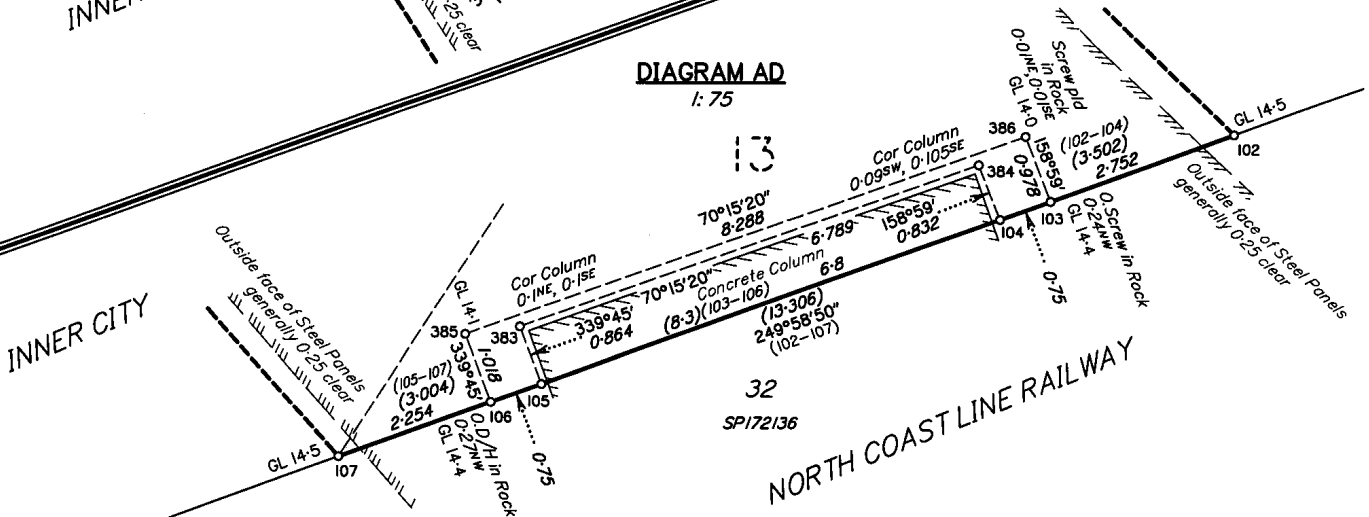 INNER
0·25 clear
DIAGRAM AD
1:75
13
Screw pld
in Rock
0·01NE, 0·01SE
GL 14·0
386
158°59'
0·978
(102-104)
(3·502)
2·752
GL 14·5
102
Cor Column
0·09SW, 0·105SE
384
70°15'20"
8·288
158°59'
0·832
6·789
104
103
0·Screw in Rock
0·24NW
GL 14·4
0·75
Outside face of Steel Panels
generally 0·25 clear
Outside face of Steel Panels
generally 0·25 clear
INNER CITY
Cor Column
0·1NE, 0·1SE
GL 14·1
385
383
70°15'20"
Concrete Column
6·8
339°45'
0·864
(8·3)(103-106)
(13·306)
249°58'50"
(102-107)
1·018
339°45'
(105-107)
(3·004)
2·254
106
105
0·D/H in Rock
0·27NW
GL 14·4
0·75
GL 14·5
107
32
SP172136
NORTH COAST LINE RAILWAY